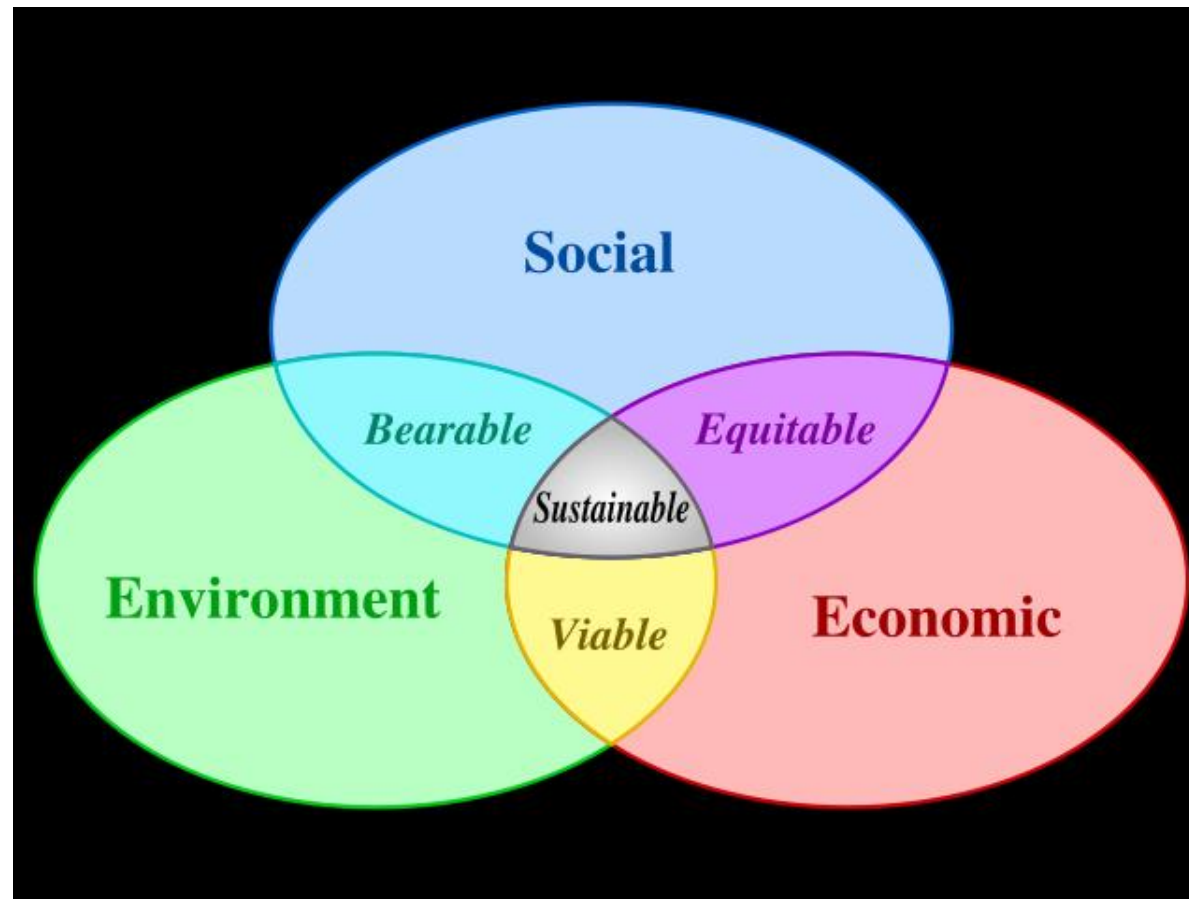 Social
Bearable
Equitable
Sustainable
Environment
Economic
Viable